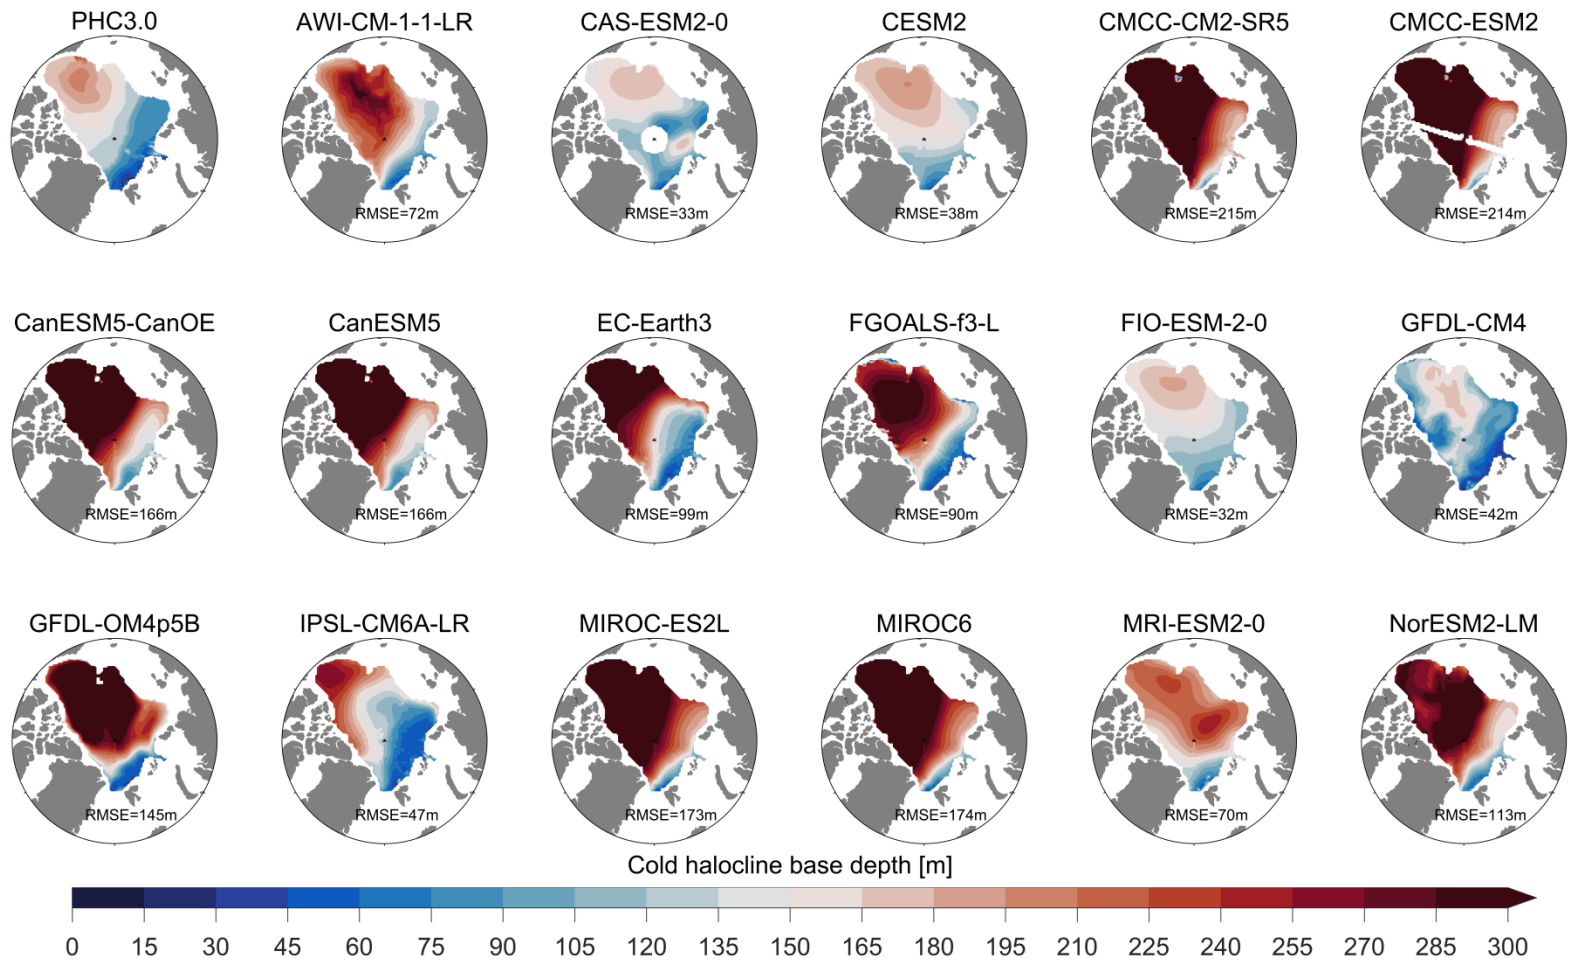 PHC3.0 AWI-CM-1-1-LR CAS-ESM2-0 CESM2 CMCC-CM2-SR5 CMCC-ESM2
RMSE=72m RMSE=33m RMSE=38m RMSE=215m RMSE=214m
CanESM5-CanOE CanESM5 EC-Earth3 FGOALS-f3-L FIO-ESM-2-0 GFDL-CM4
RMSE=166m RMSE=166m RMSE=99m RMSE=90m RMSE=32m RMSE=42m
GFDL-OM4p5B IPSL-CM6A-LR MIROC-ES2L MIROC6 MRI-ESM2-0 NorESM2-LM
RMSE=145m RMSE=47m RMSE=173m RMSE=174m RMSE=70m RMSE=113m
Cold halocline base depth [m]
0 15 30 45 60 75 90 105 120 135 150 165 180 195 210 225 240 255 270 285 300